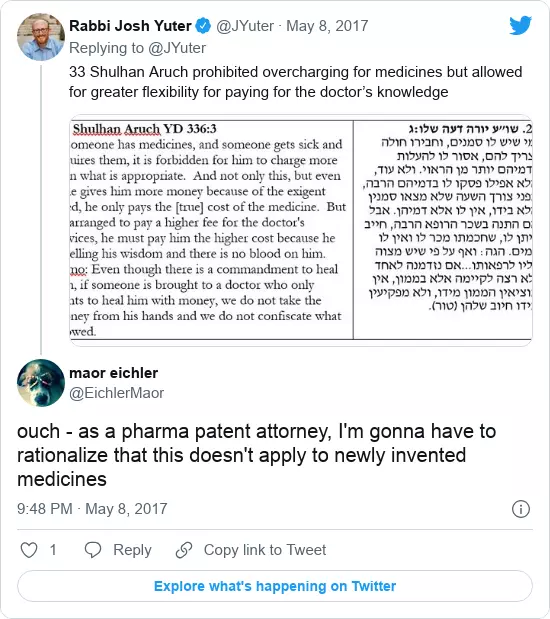 Rabbi Josh Yuter @JYuter · May 8, 2017
Replying to @JYuter
33 Shulhan Aruch prohibited overcharging for medicines but allowed
for greater flexibility for paying for the doctor's knowledge
Shulhan Aruch YD 336:3
omeone has medicines, and someone gets sick and
uires them, it is forbidden for him to charge more
n what is appropriate. And not only this, but even
e gives him more money because of the exigent
d, he only pays the [true] cost of the medicine. But
arranged to pay a higher fee for the doctor's
vices, he must pay him the higher cost because he
elling his wisdom and there is no blood on him.
mo: Even though there is a commandment to heal
, if someone is brought to a doctor who only
ts to heal him with money, we do not take the
ney from his hands and we do not confiscate what
wed.
2. שו״ע יורה דעה שלו:ג
מי שיש לו סמנים, וחבירו חולה
צריך להם, אסור לו להעלות
דמיהם יותר מן הראוי. ולא עוד,
לא אפילו פסקו לו בדמיהם הרבה,
פני צורך השעה שלא מצאו סמנין
לא בידו, אין לו אלא דמיהן. אבל
ם התנה בשכר הרופא הרבה, חייב
יתן לו, שחכמתו מכר לו ואין לו
מים. הגה: ואף על פי שיש מצוה
ליו לרפאותו...אם נזדמנה לאחד
לא רצה לקיימה אלא בממון, אין
וציאין הממון מידו, ולא מפקיעין
ידו חיוב שלהן (טור).
maor eichler
@EichlerMaor
ouch - as a pharma patent attorney, I'm gonna have to
rationalize that this doesn't apply to newly invented
medicines
9:48 PM · May 8, 2017
1 Reply Copy link to Tweet
Explore what's happening on Twitter